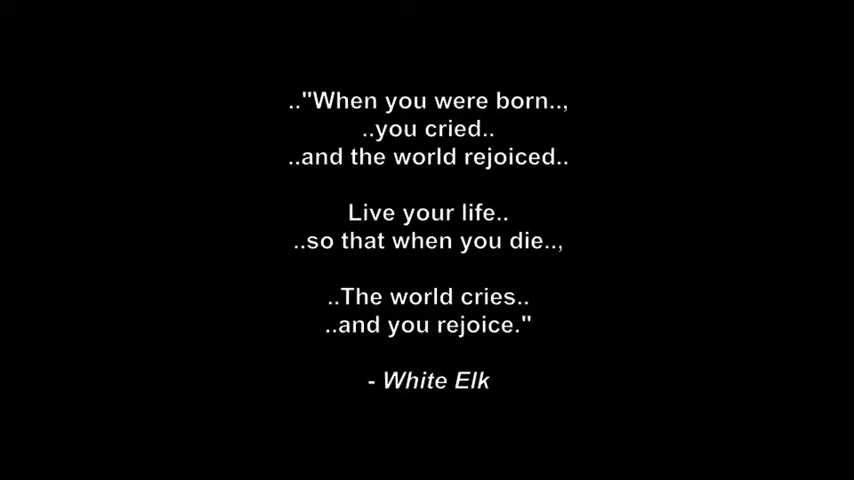 .."When you were born..,
..you cried..
..and the world rejoiced..
Live your life..
..so that when you die..,
..The world cries..
..and you rejoice."
- White Elk